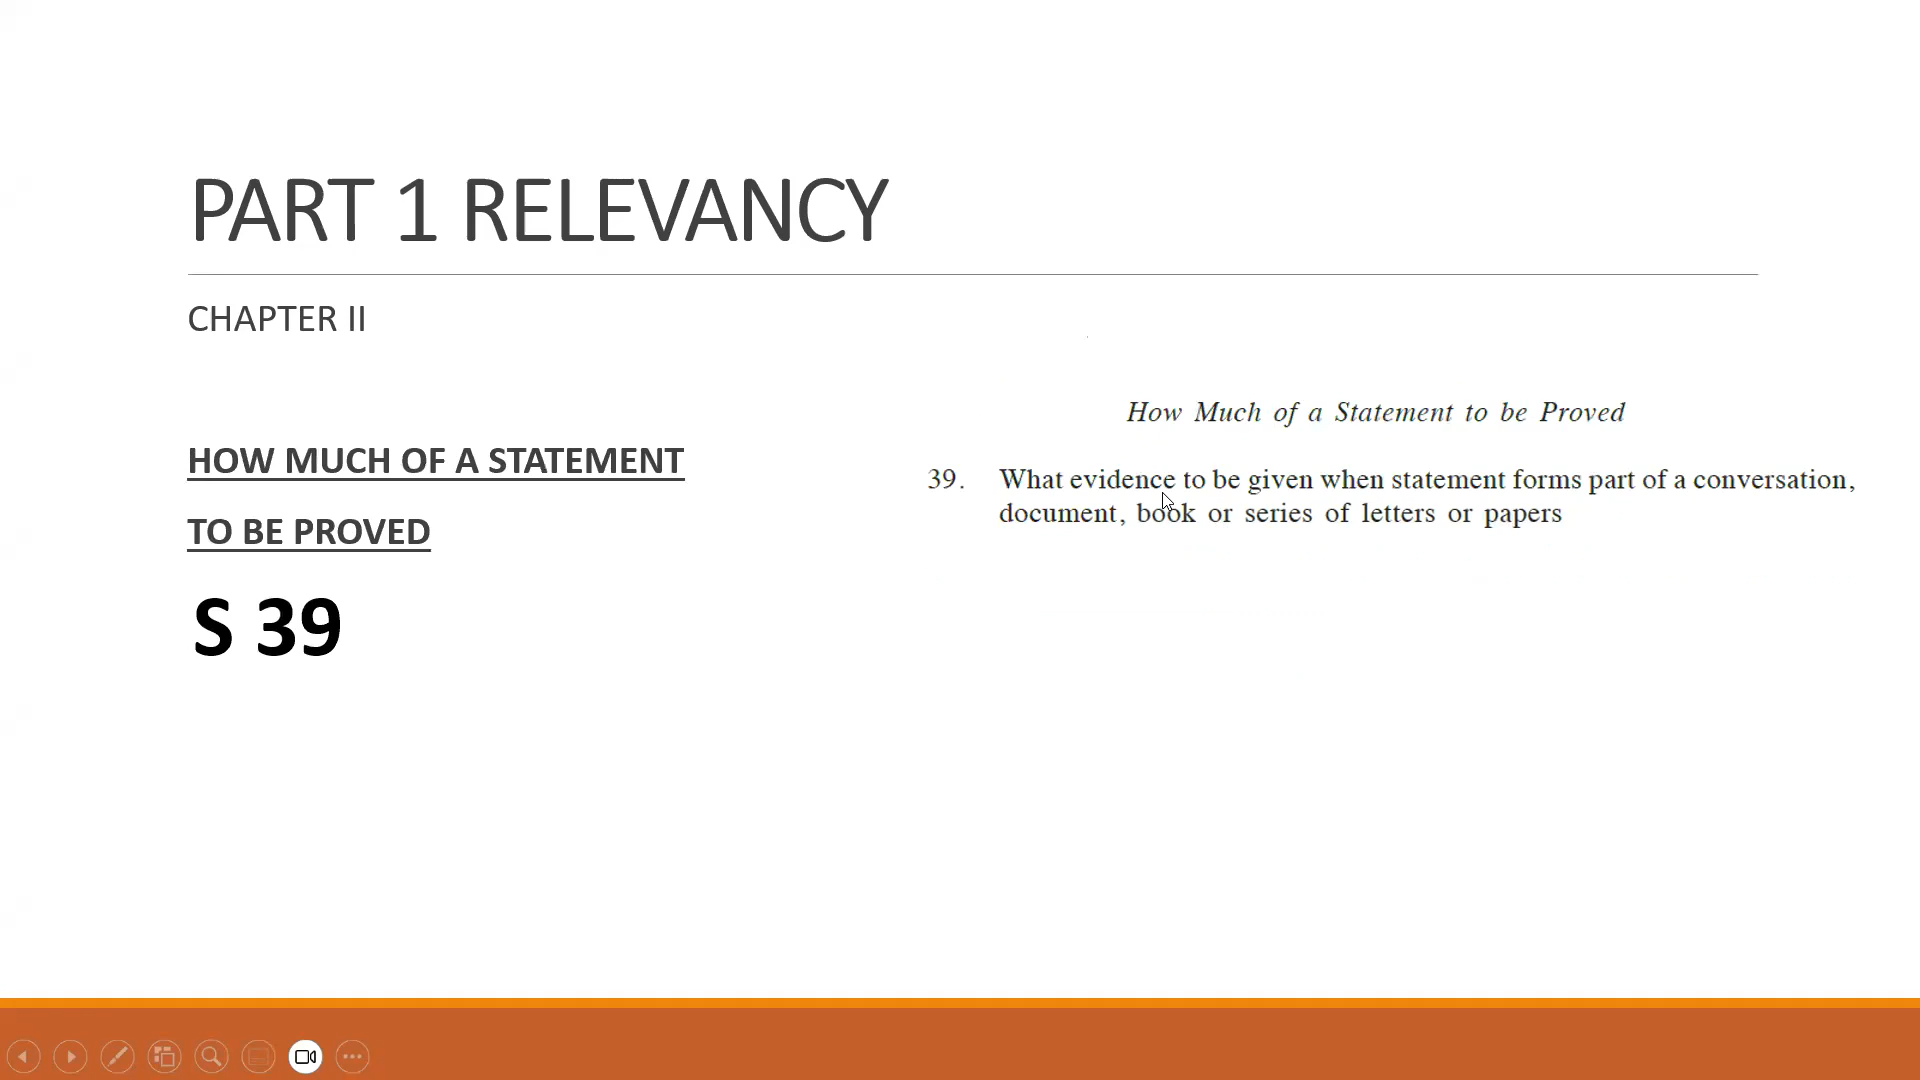 PART 1 RELEVANCY
CHAPTER II
HOW MUCH OF A STATEMENT
TO BE PROVED
S 39
How Much of a Statement to be Proved
39. What evidence to be given when statement forms part of a conversation,
document, book or series of letters or papers